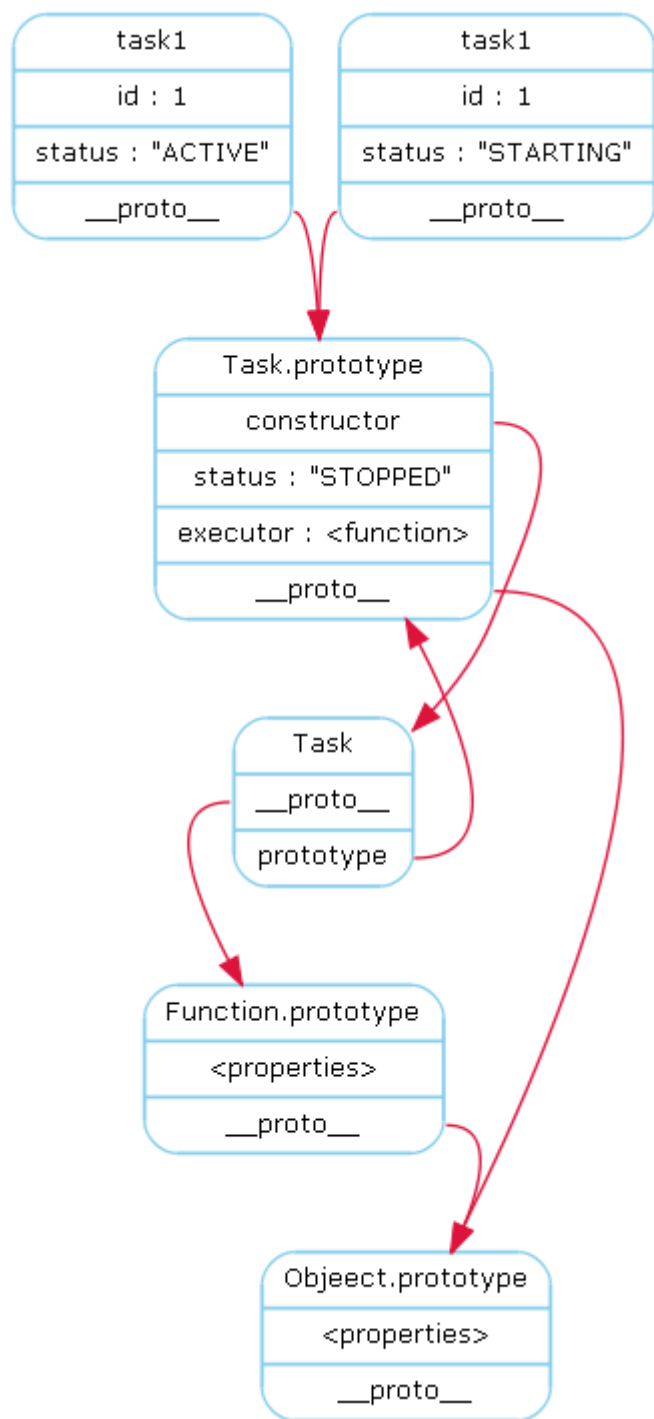 task1
id : 1
status : "ACTIVE"
__proto__
task1
id : 1
status : "STARTING"
__proto__
Task.prototype
constructor
status : "STOPPED"
executor : <function>
__proto__
Task
__proto__
prototype
Function.prototype
<properties>
__proto__
Objeect.prototype
<properties>
__proto__